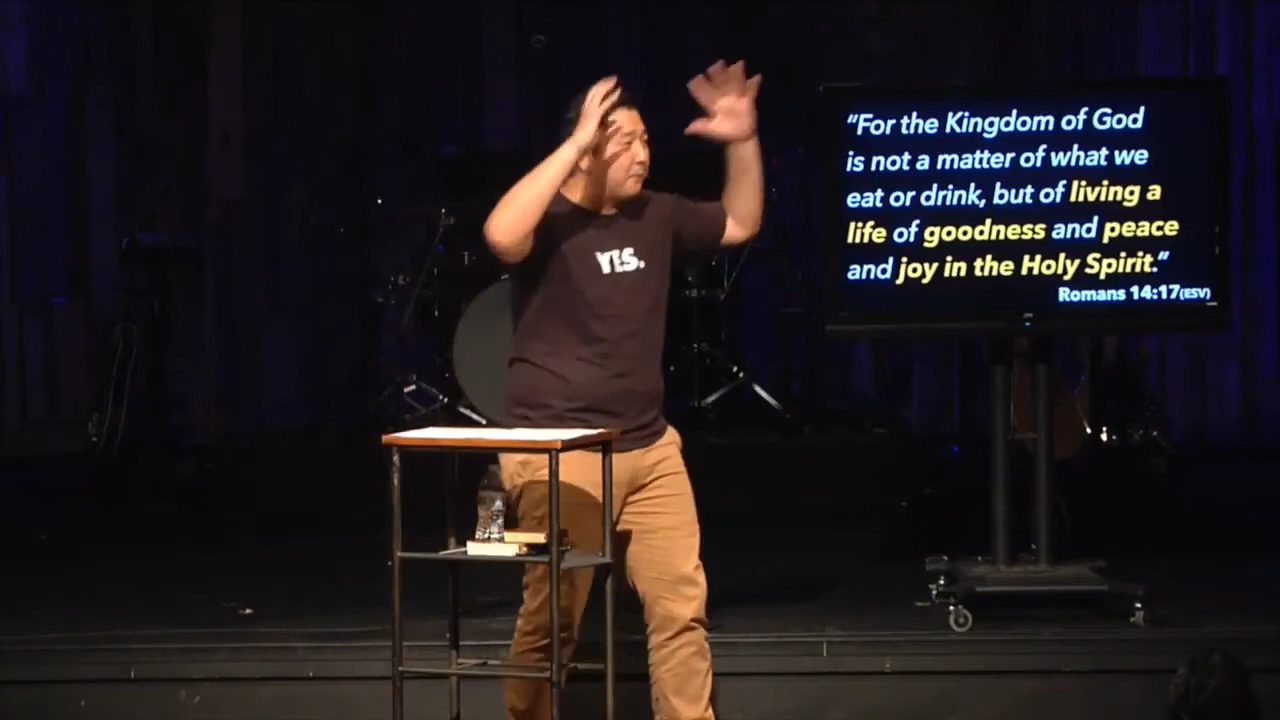 YES.
“For the Kingdom of God
is not a matter of what we
eat or drink, but of living a
life of goodness and peace
and joy in the Holy Spirit.”
Romans 14:17(ESV)